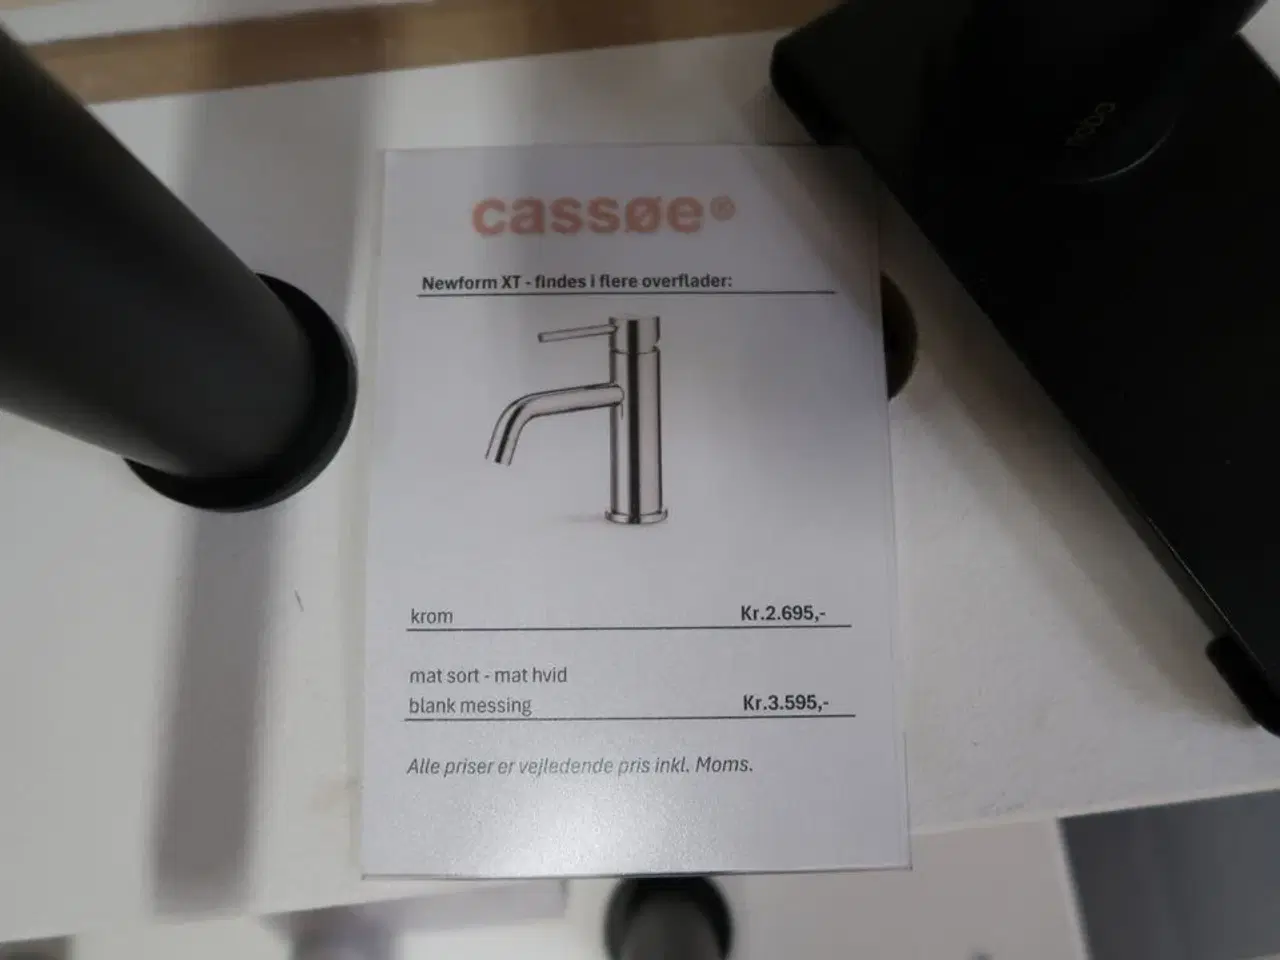 cassøe®
Newform XT - findes i flere overflader:
krom Kr.2.695,-
mat sort - mat hvid
blank messing Kr.3.595,-
Alle priser er vejledende pris inkl. Moms.